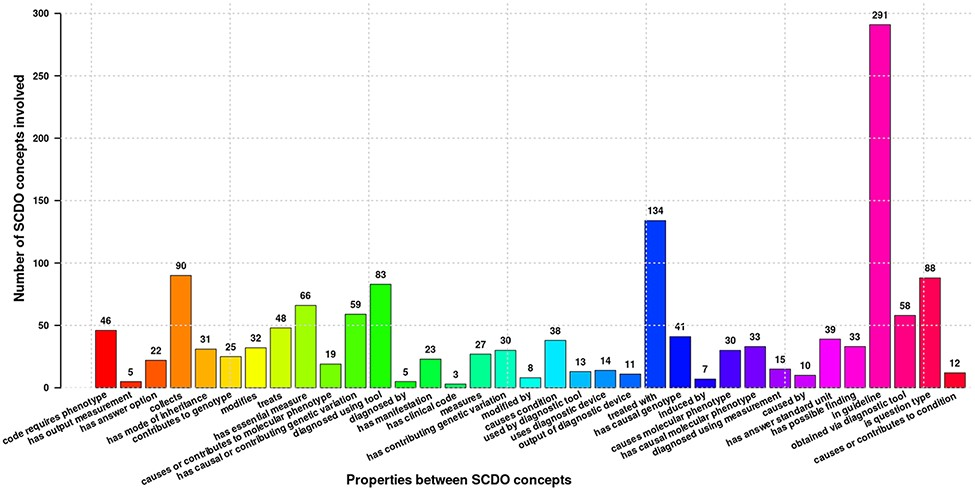 Number of SCDO concepts involved
300
250
200
150
100
50
0
46
5
22
90
31
25
32
48
66
19
59
83
5
23
3
27
30
8
38
13
14
11
134
41
7
30
33
15
10
39
33
291
58
88
12
code requires phenotype
has output measurement
has answer option
collects
has mode of inheritance
contributes to genotype
modifies
treats
has essential measure
causes or contributes to molecular phenotype
has causal or contributing genetic variation
diagnosed using tool
diagnosed by
manifestation
has clinical code
measures
has contributing genetic variation
modified by
causes condition
used by diagnostic tool
uses diagnostic device
output of diagnostic device
treated with
has causal genotype
induced by
causes molecular phenotype
has causal molecular phenotype
diagnosed using measurement
caused by
has answer standard unit
has possible finding
in guideline
obtained via diagnostic tool
is question type
causes or contributes to condition
Properties between SCDO concepts